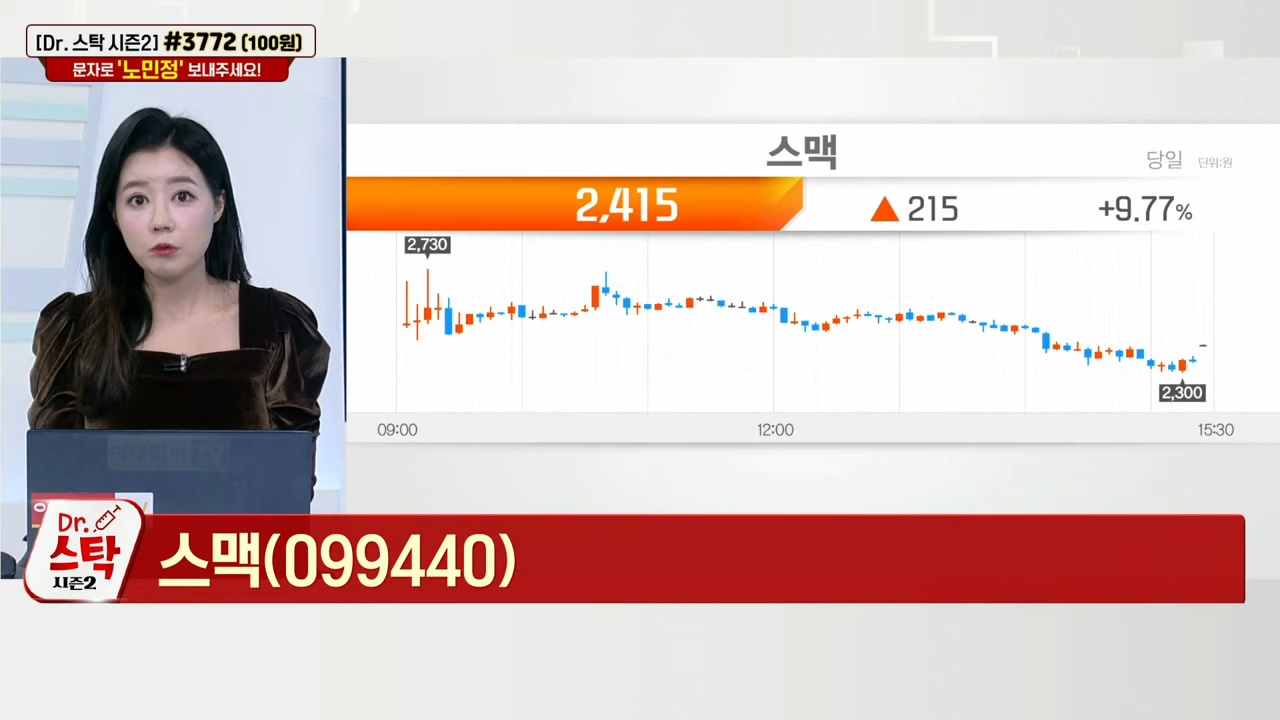 [Dr. 스탁 시즌2] #3772 (100원)
문자로 '노민정' 보내주세요!
스맥
당일 단위:원
2,415 ▲ 215 +9.77%
2,730
2,300
09:00 12:00 15:30
Dr.
스탁
시즌2
스맥(099440)